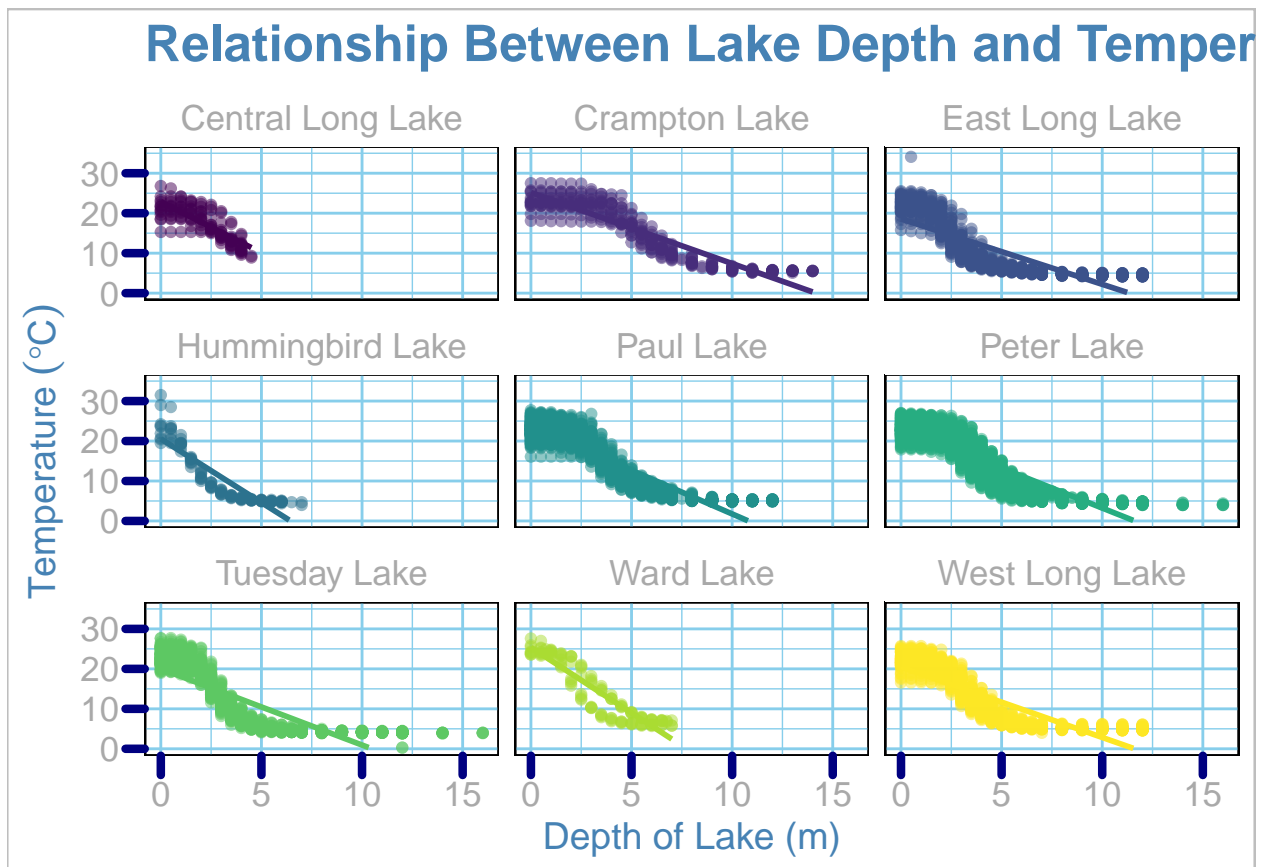 Relationship Between Lake Depth and Temper
Central Long Lake
Crampton Lake
East Long Lake
30
20
10
0
Hummingbird Lake
Paul Lake
Peter Lake
30
20
10
0
Tuesday Lake
Ward Lake
West Long Lake
30
20
10
0
0 5 10 15
0 5 10 15
0 5 10 15
Temperature (°C)
Depth of Lake (m)